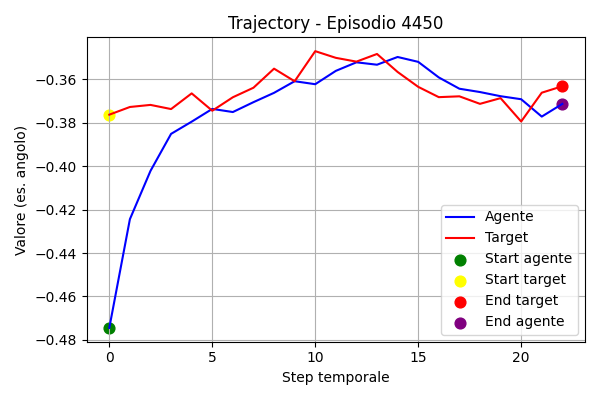 Trajectory - Episodio 4450
Valore (es. angolo)
−0.36
−0.38
−0.40
−0.42
−0.44
−0.46
−0.48
Agente
Target
Start agente
Start target
End target
End agente
0
5
10
15
20
Step temporale